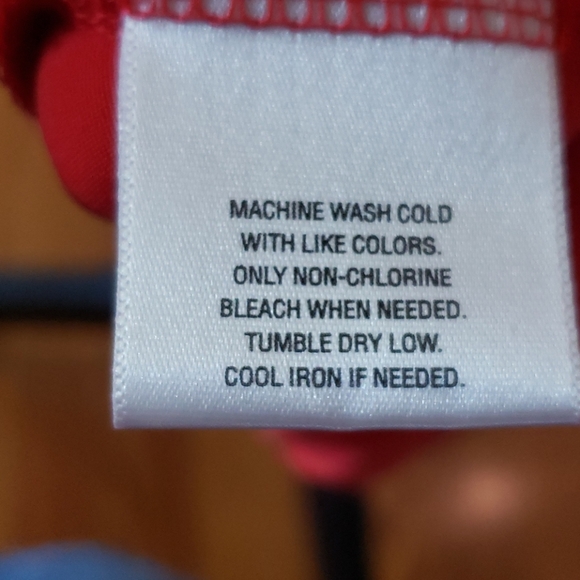 MACHINE WASH COLD
WITH LIKE COLORS.
ONLY NON-CHLORINE
BLEACH WHEN NEEDED.
TUMBLE DRY LOW.
COOL IRON IF NEEDED.